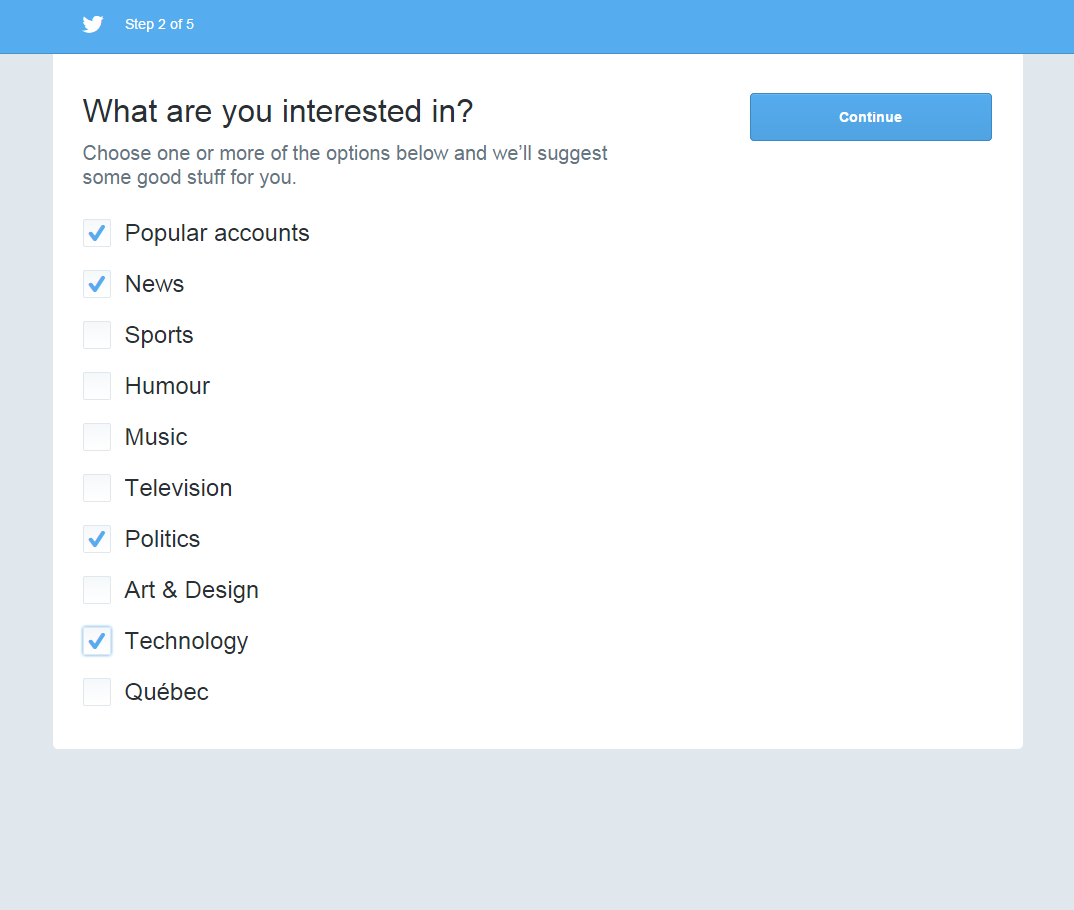 Step 2 of 5
What are you interested in?
Continue
Choose one or more of the options below and we’ll suggest
some good stuff for you.
Popular accounts
News
Sports
Humour
Music
Television
Politics
Art & Design
Technology
Québec